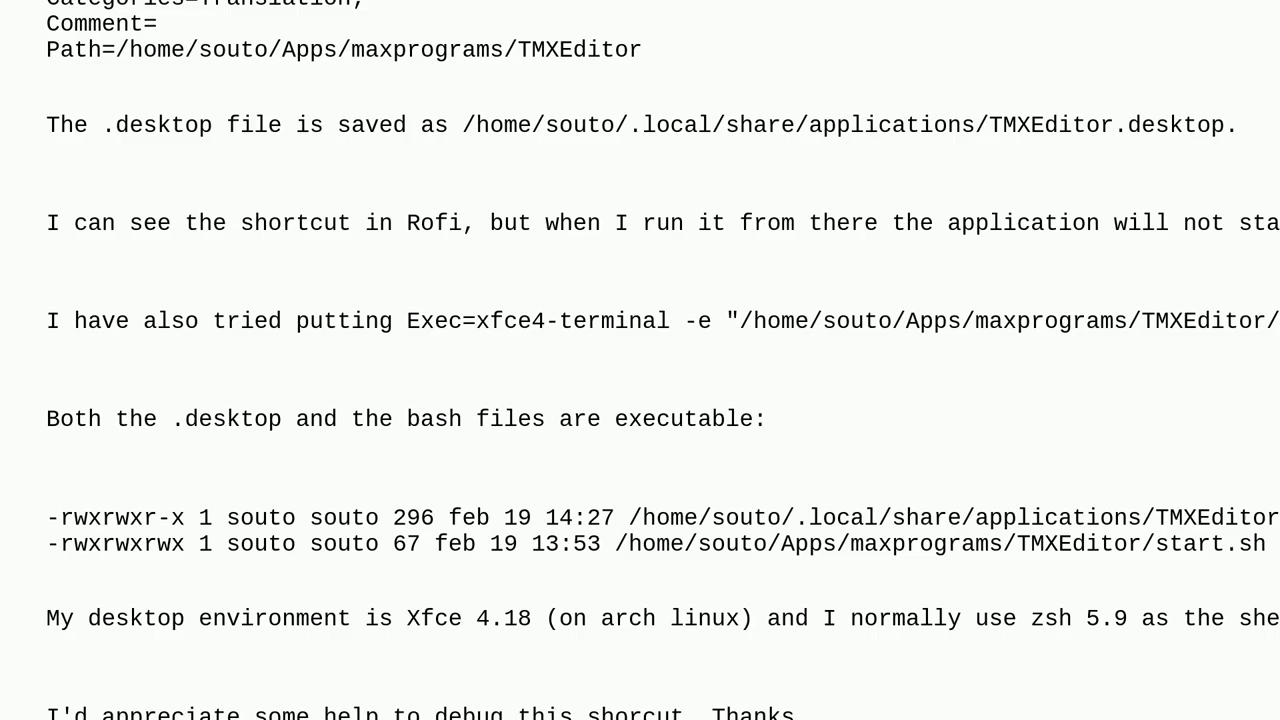 Categories=Translation;
Comment=
Path=/home/souto/Apps/maxprograms/TMXEditor
The .desktop file is saved as /home/souto/.local/share/applications/TMXEditor.desktop.
I can see the shortcut in Rofi, but when I run it from there the application will not sta
I have also tried putting Exec=xfce4-terminal -e "/home/souto/Apps/maxprograms/TMXEditor/
Both the .desktop and the bash files are executable:
-rwxrwxr-x 1 souto souto 296 feb 19 14:27 /home/souto/.local/share/applications/TMXEditor
-rwxrwxrwx 1 souto souto 67 feb 19 13:53 /home/souto/Apps/maxprograms/TMXEditor/start.sh
My desktop environment is Xfce 4.18 (on arch linux) and I normally use zsh 5.9 as the she
I'd appreciate some help to debug this shorcut. Thanks